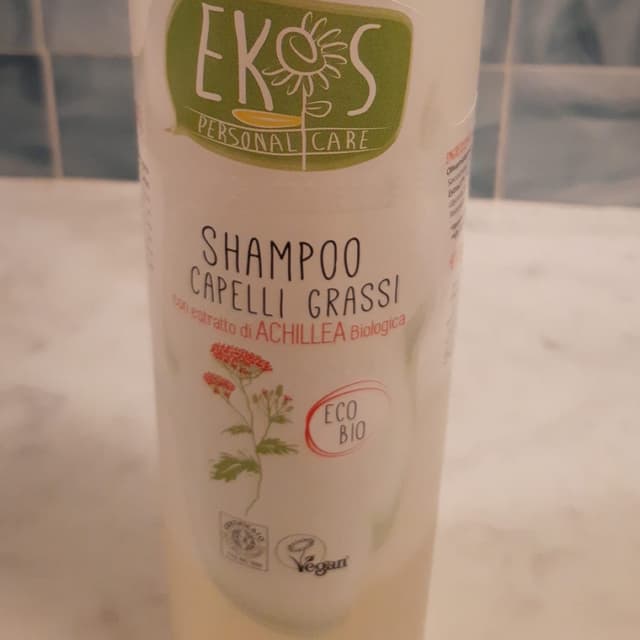 EKOS
PERSONAL CARE
SHAMPOO
CAPELLI GRASSI
con estratto di ACHILLEA Biologica
ECO
BIO
Vegan